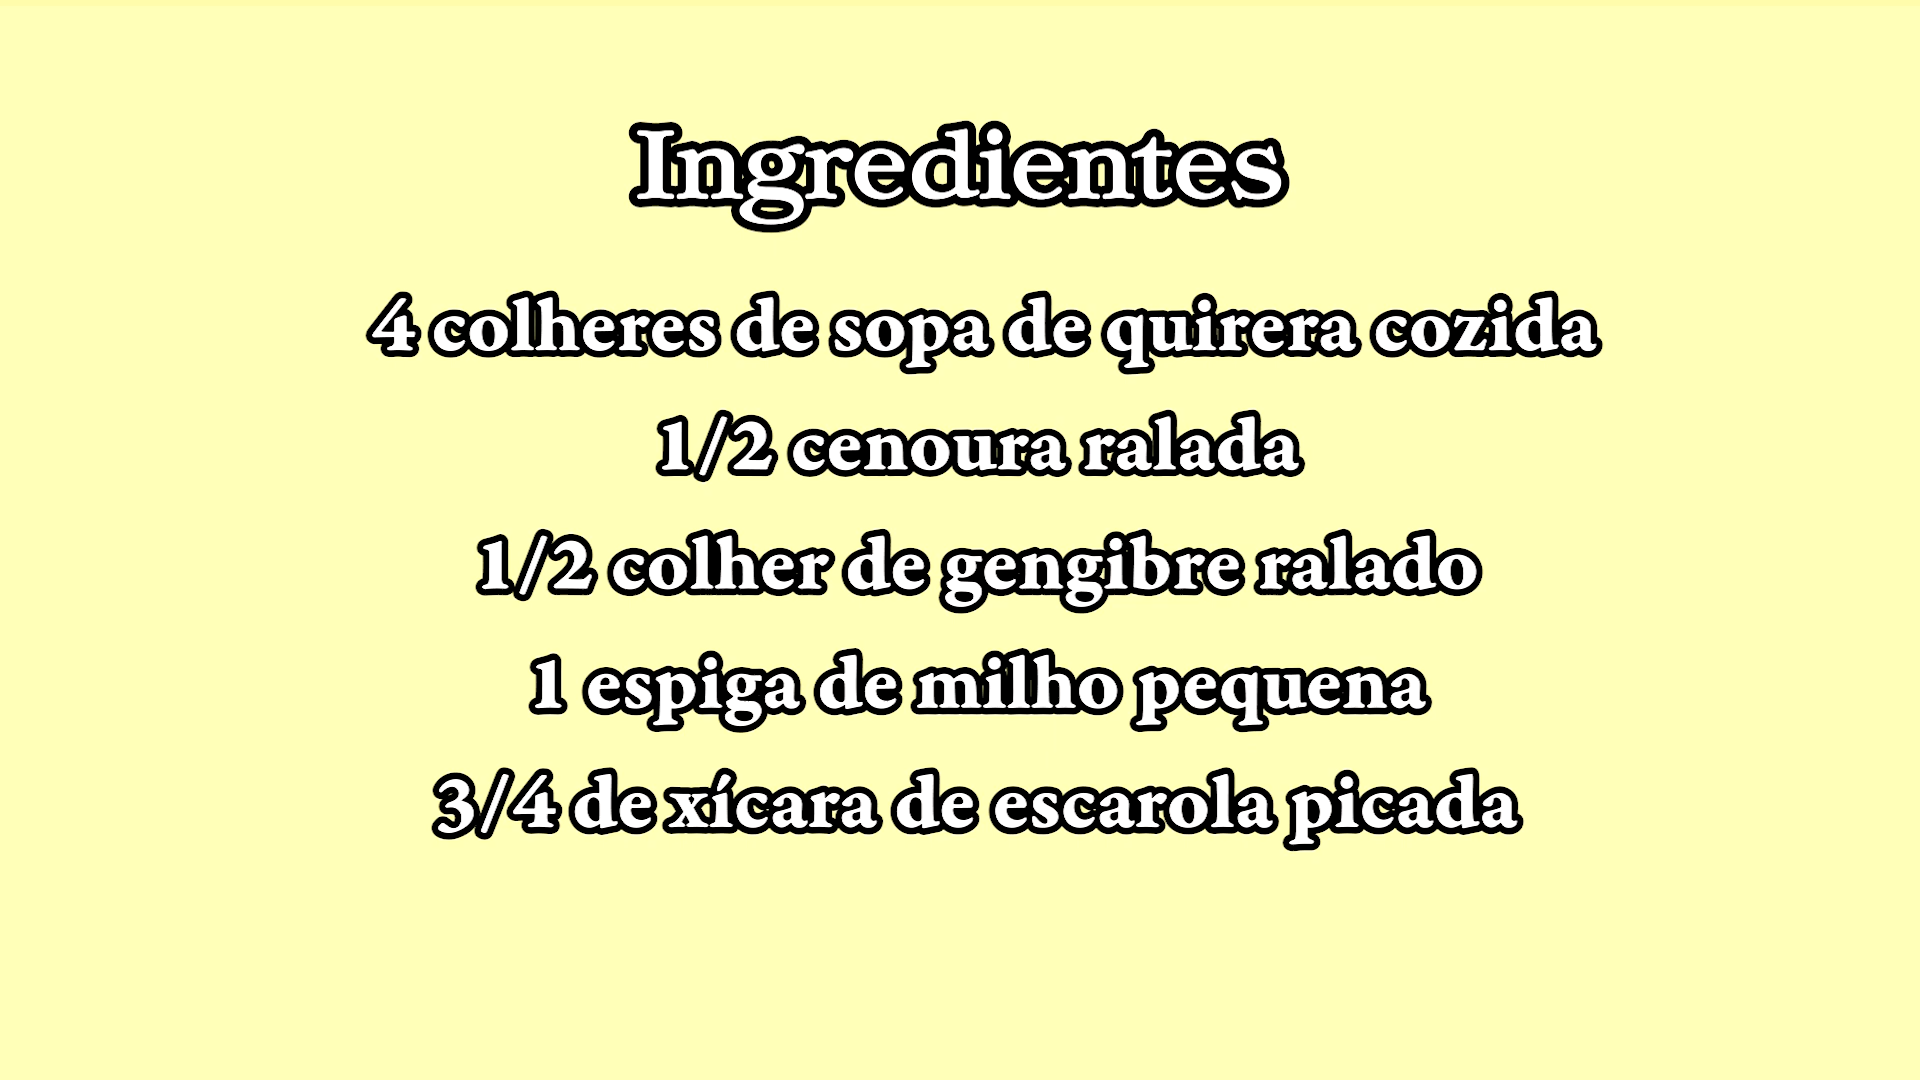 Ingredientes
4 colheres de sopa de quirera cozida
1/2 cenoura ralada
1/2 colher de gengibre ralado
1 espiga de milho pequena
3/4 de xícara de escarola picada